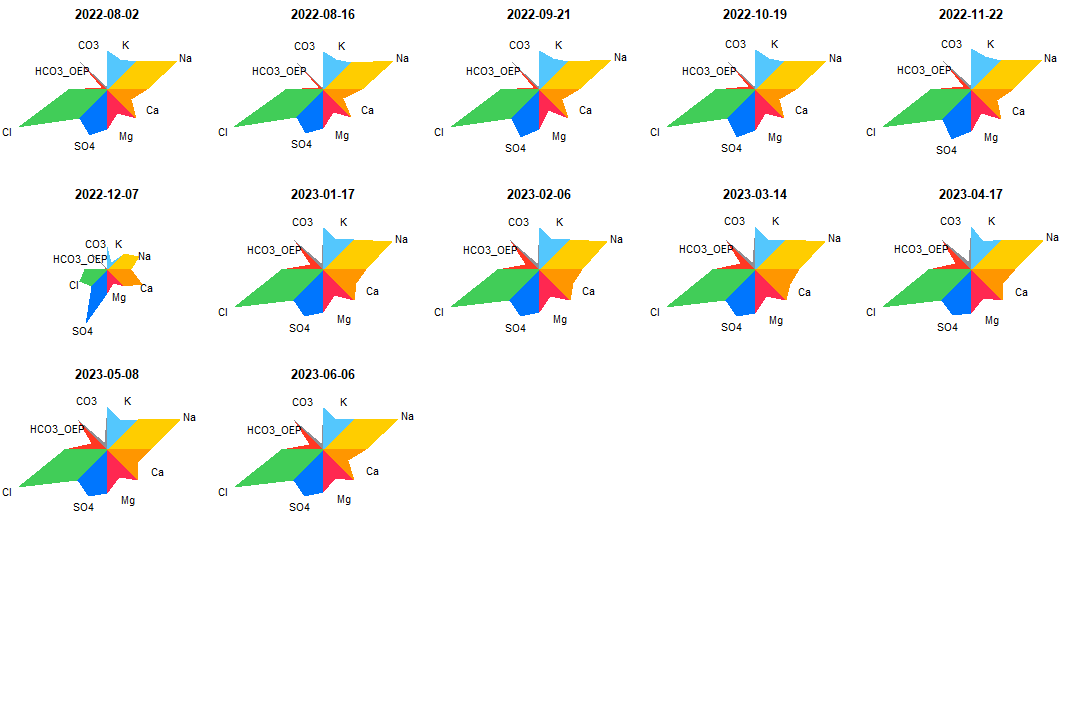 2022-08-02 2022-08-16 2022-09-21 2022-10-19 2022-11-22
CO3 K CO3 K CO3 K CO3 K CO3 K
Na Na Na Na Na
HCO3_OEP HCO3_OEP HCO3_OEP HCO3_OEP HCO3_OEP
Ca Ca Ca Ca Ca
Cl Cl Cl Cl Cl
Mg Mg Mg Mg Mg
SO4 SO4 SO4 SO4 SO4
2022-12-07 2023-01-17 2023-02-06 2023-03-14 2023-04-17
CO3 K CO3 K CO3 K CO3 K CO3 K
Na Na Na Na Na
HCO3_OEP HCO3_OEP HCO3_OEP HCO3_OEP HCO3_OEP
Cl Ca Ca Ca Ca Ca
Mg Cl Cl Cl Cl
SO4 Mg Mg Mg Mg
SO4 SO4 SO4 SO4
2023-05-08 2023-06-06
CO3 K CO3 K
Na Na
HCO3_OEP HCO3_OEP
Ca Ca
Cl Cl
Mg Mg
SO4 SO4